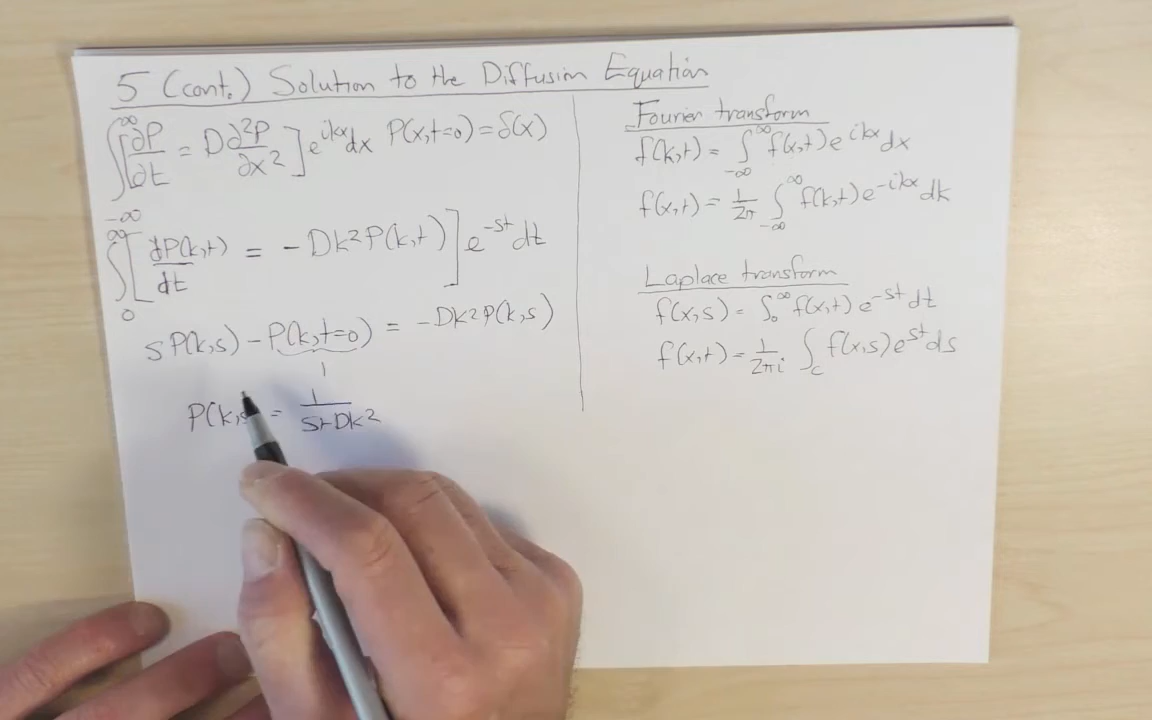 5 (cont.) Solution to the Diffusion Equation
∫_{-∞}^{∞} [∂P/∂t = D ∂²P/∂x²] e^{ikx} dx  P(x,t=0) = δ(x)
∫_0^∞ [dP(k,t)/dt = -Dk²P(k,t)] e^{-st} dt
sP(k,s) - P(k,t=0) = -Dk²P(k,s)
1
P(k,s = 1/(s+Dk²)
Fourier transform
f(k,t) = ∫_{-∞}^{∞} f(x,t) e^{ikx} dx
f(x,t) = 1/2π ∫_{-∞}^{∞} f(k,t) e^{-ikx} dk
Laplace transform
f(x,s) = ∫_0^∞ f(x,t) e^{-st} dt
f(x,t) = 1/2πi ∫_c f(x,s) e^{st} ds